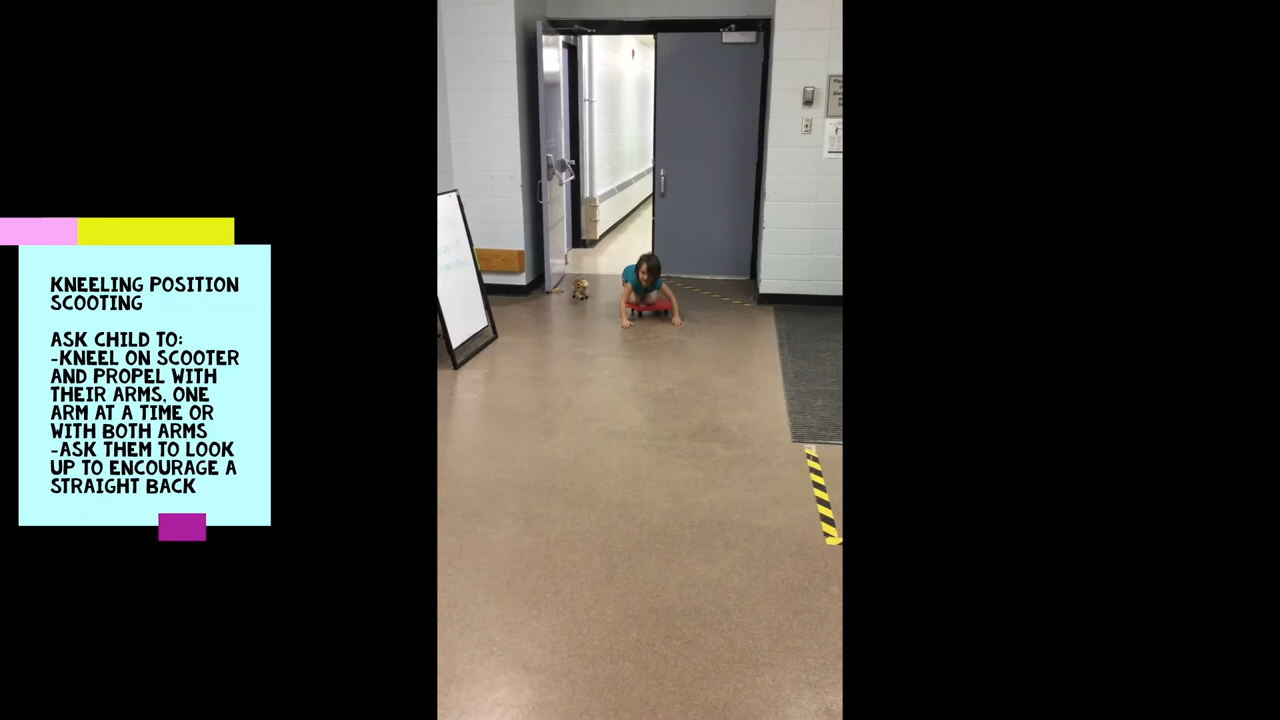 KNEELING POSITION
SCOOTING
ASK CHILD TO:
-KNEEL ON SCOOTER
AND PROPEL WITH
THEIR ARMS, ONE
ARM AT A TIME OR
WITH BOTH ARMS
-ASK THEM TO LOOK
UP TO ENCOURAGE A
STRAIGHT BACK